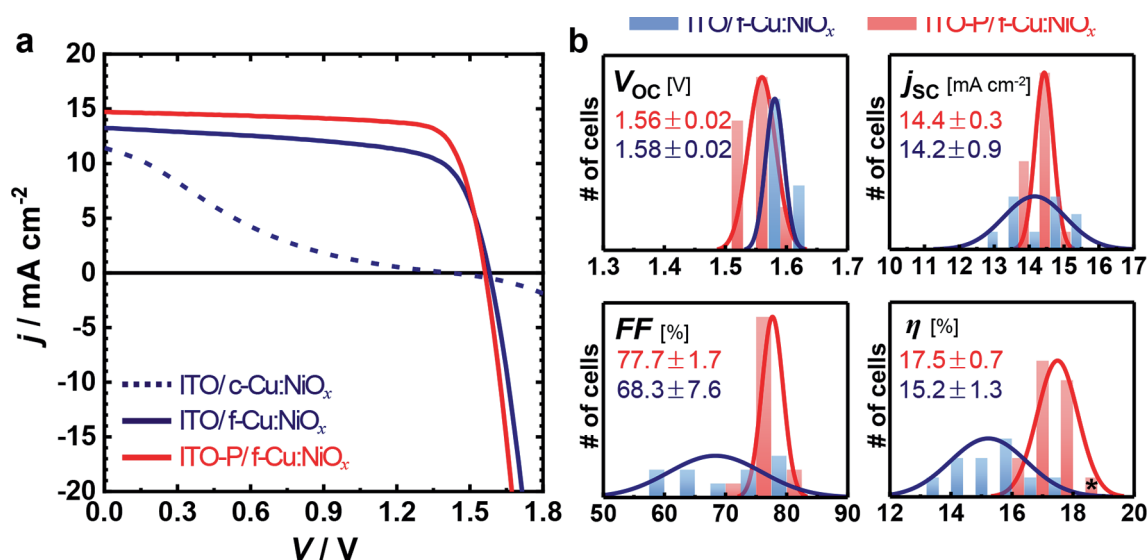 a
20
15
10
5
0
-5
-10
-15
-20
j / mA cm-2
0.0 0.3 0.6 0.9 1.2 1.5 1.8
V / V
ITO/c-Cu:NiOx
ITO/f-Cu:NiOx
ITO-P/f-Cu:NiOx
b
ITO/f-Cu:NiOx ITO-P/f-Cu:NiOx
# of cells
VOC [V]
1.56±0.02
1.58±0.02
1.3 1.4 1.5 1.6 1.7
# of cells
jSC [mA cm-2]
14.4±0.3
14.2±0.9
10 11 12 13 14 15 16 17
# of cells
FF [%]
77.7±1.7
68.3±7.6
50 60 70 80 90
# of cells
η [%]
17.5±0.7
15.2±1.3
*
12 14 16 18 20